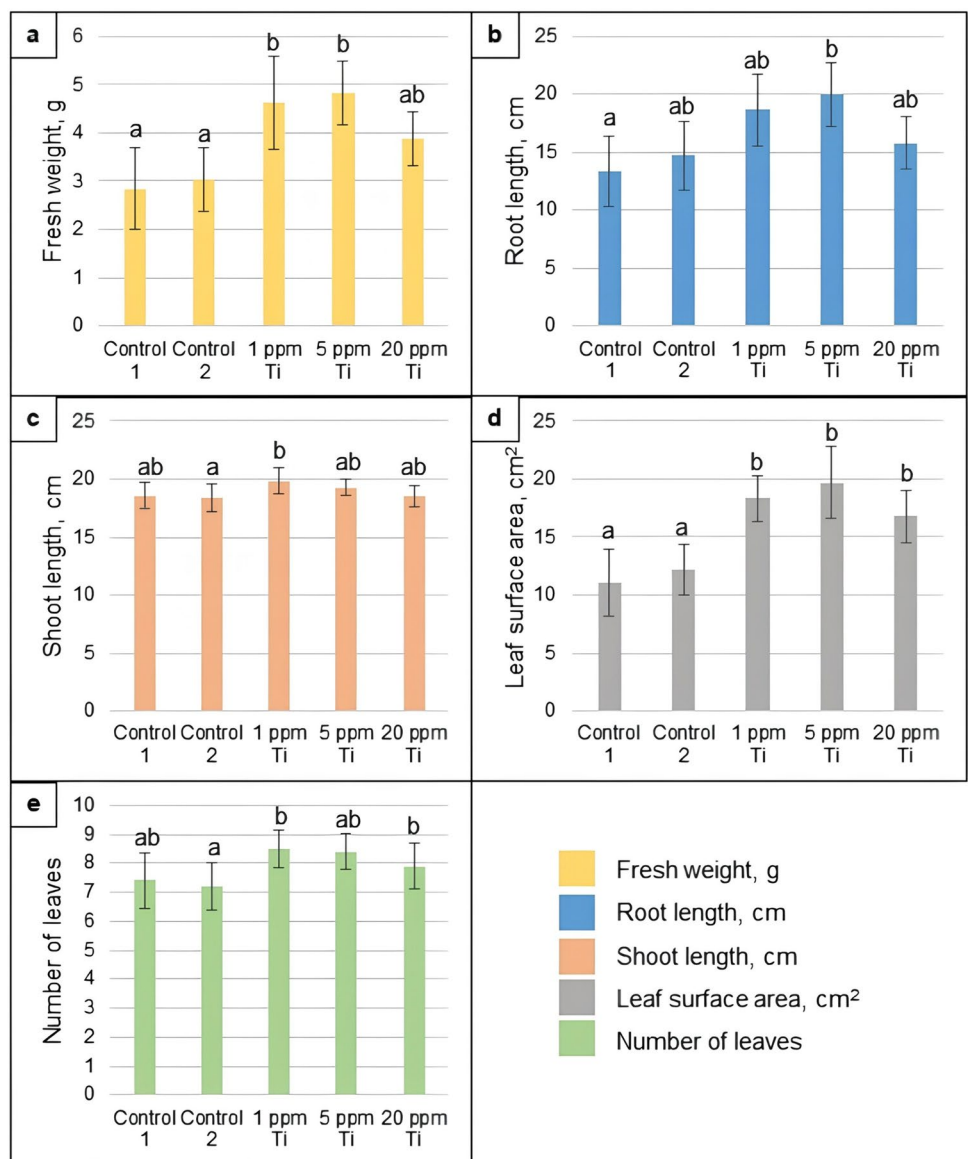 a
Fresh weight, g
6
5
4
3
2
1
0
a
a
b
b
ab
Control 1
Control 2
1 ppm Ti
5 ppm Ti
20 ppm Ti
b
Root length, cm
25
20
15
10
5
0
a
ab
ab
b
ab
Control 1
Control 2
1 ppm Ti
5 ppm Ti
20 ppm Ti
c
Shoot length, cm
25
20
15
10
5
0
ab
a
b
ab
ab
Control 1
Control 2
1 ppm Ti
5 ppm Ti
20 ppm Ti
d
Leaf surface area, cm²
25
20
15
10
5
0
a
a
b
b
b
Control 1
Control 2
1 ppm Ti
5 ppm Ti
20 ppm Ti
e
Number of leaves
10
9
8
7
6
5
4
3
2
1
0
ab
a
b
ab
b
Control 1
Control 2
1 ppm Ti
5 ppm Ti
20 ppm Ti
Fresh weight, g
Root length, cm
Shoot length, cm
Leaf surface area, cm²
Number of leaves